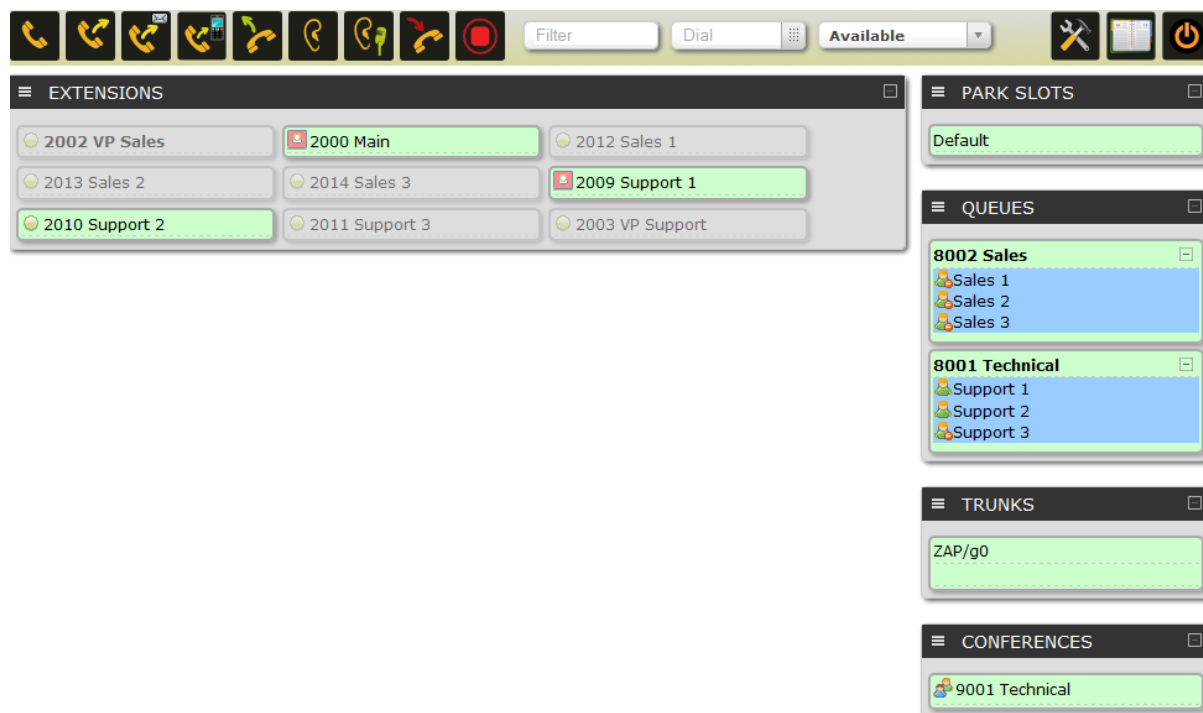 Filter
Dial
Available
EXTENSIONS
2002 VP Sales
2000 Main
2012 Sales 1
2013 Sales 2
2014 Sales 3
2009 Support 1
2010 Support 2
2011 Support 3
2003 VP Support
PARK SLOTS
Default
QUEUES
8002 Sales
Sales 1
Sales 2
Sales 3
8001 Technical
Support 1
Support 2
Support 3
TRUNKS
ZAP/g0
CONFERENCES
9001 Technical